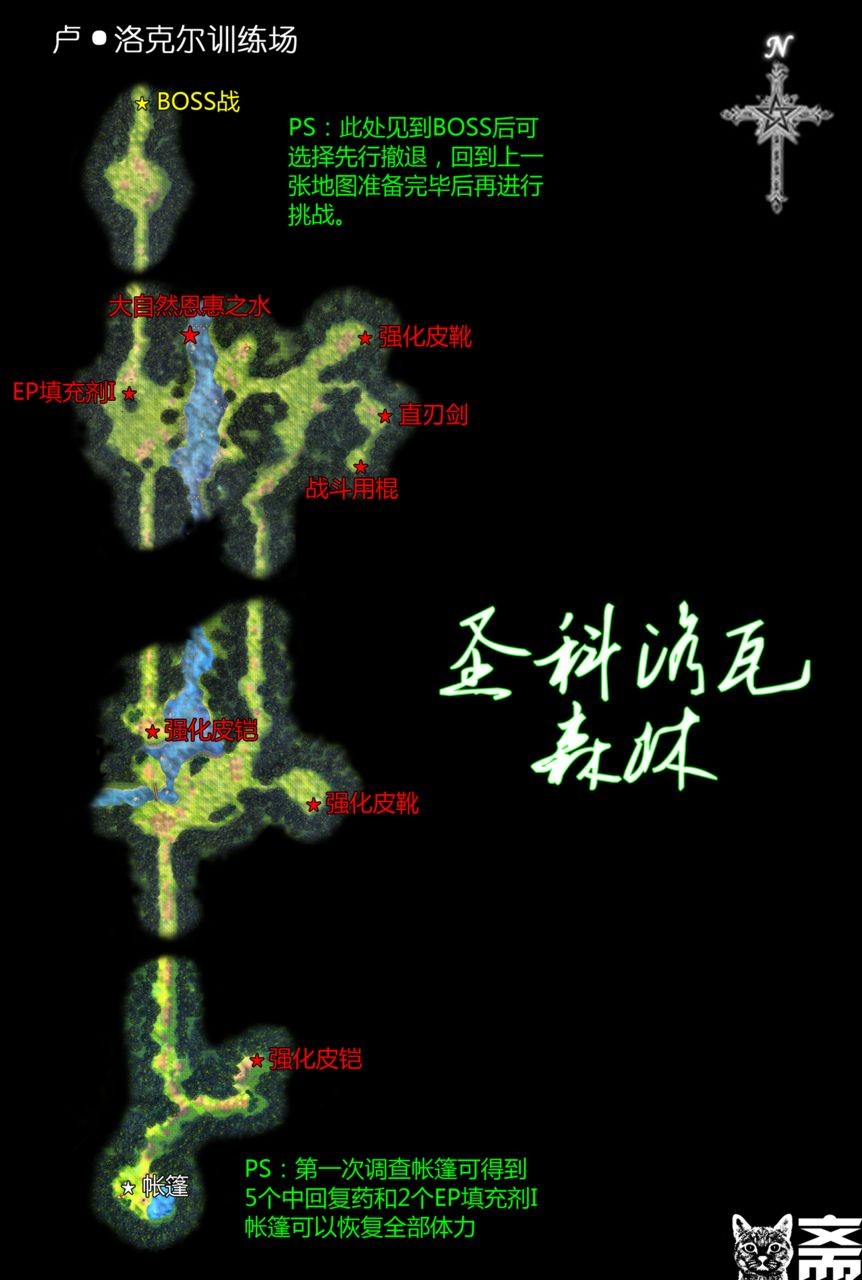 卢●洛克尔训练场
N
BOSS战
PS：此处见到BOSS后可
选择先行撤退，回到上一
张地图准备完毕后再进行
挑战。
大自然恩惠之水
强化皮靴
EP填充剂I
直刃剑
战斗用棍
圣科洛瓦
森林
强化皮铠
强化皮靴
强化皮铠
帐篷
PS：第一次调查帐篷可得到
5个中回复药和2个EP填充剂I
帐篷可以恢复全部体力
斋